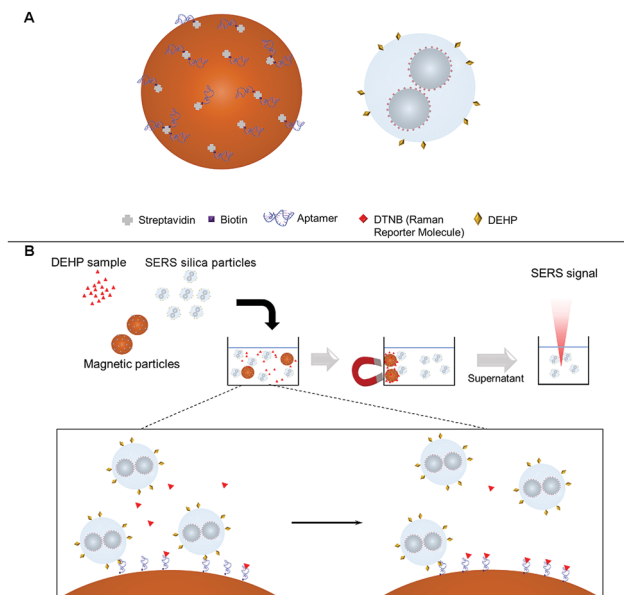 A
Streptavidin
Biotin
Aptamer
DTNB (Raman
Reporter Molecule)
DEHP
B
DEHP sample
SERS silica particles
SERS signal
Magnetic particles
Supernatant